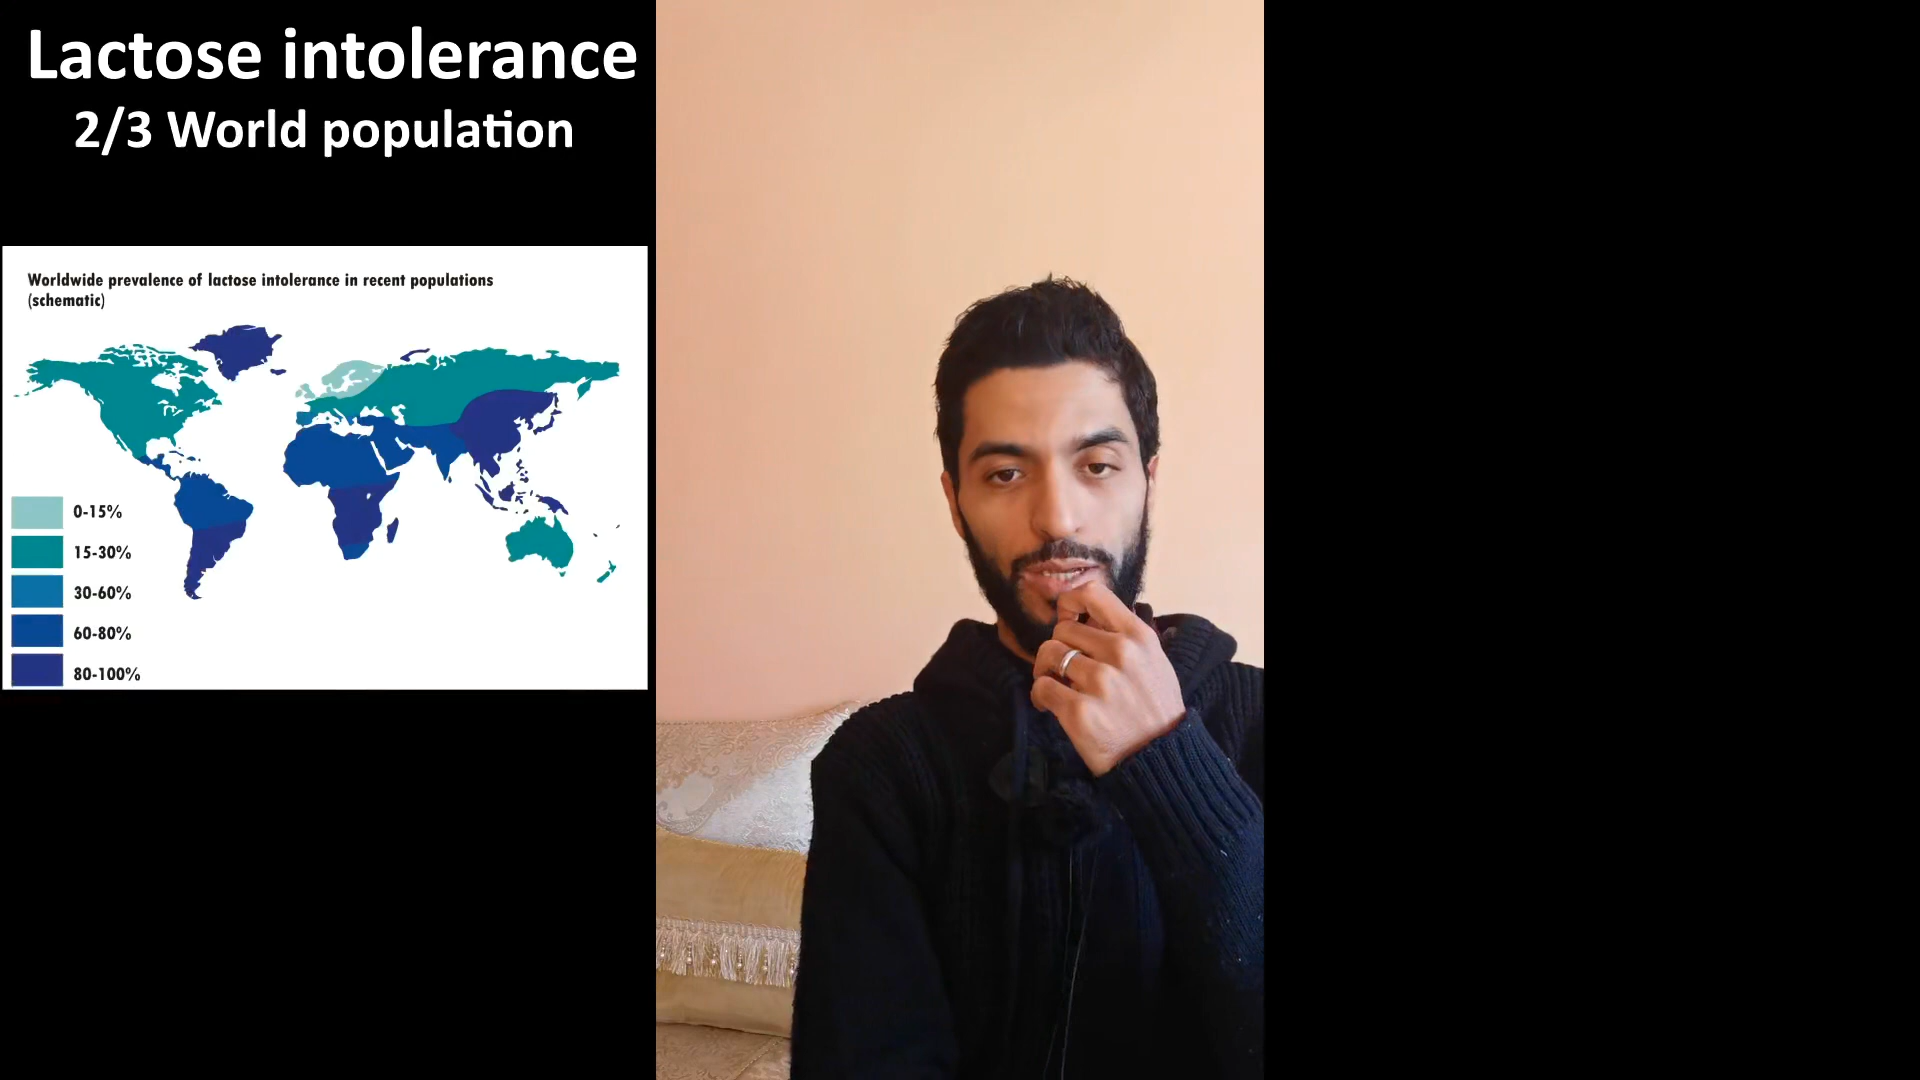 Lactose intolerance
2/3 World population
Worldwide prevalence of lactose intolerance in recent populations
(schematic)
0-15%
15-30%
30-60%
60-80%
80-100%